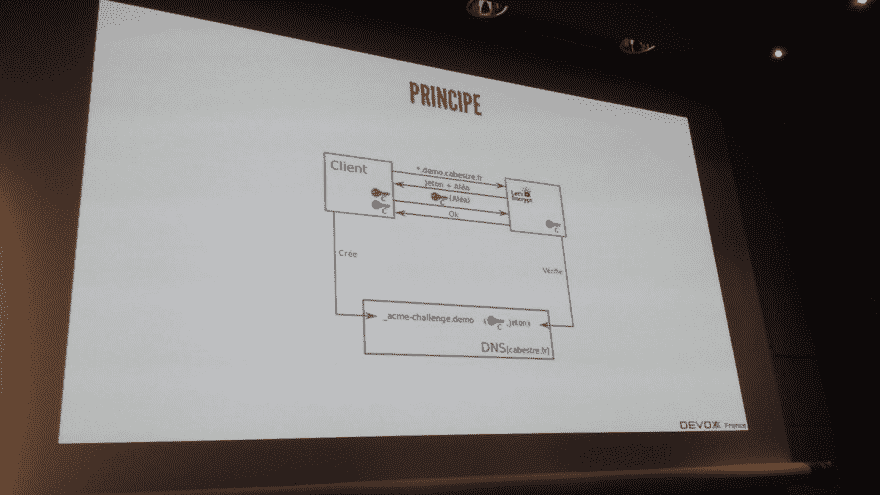 PRINCIPE
Client
*.demo.cabestre.fr
Jeton + Aléa
(Aléa)
Ok
C
C
Let's
Encrypt
C
Crée
Vérifie
_acme-challenge.demo
( C ,jeton)
DNS(cabestre.fr)
DEVOXX France